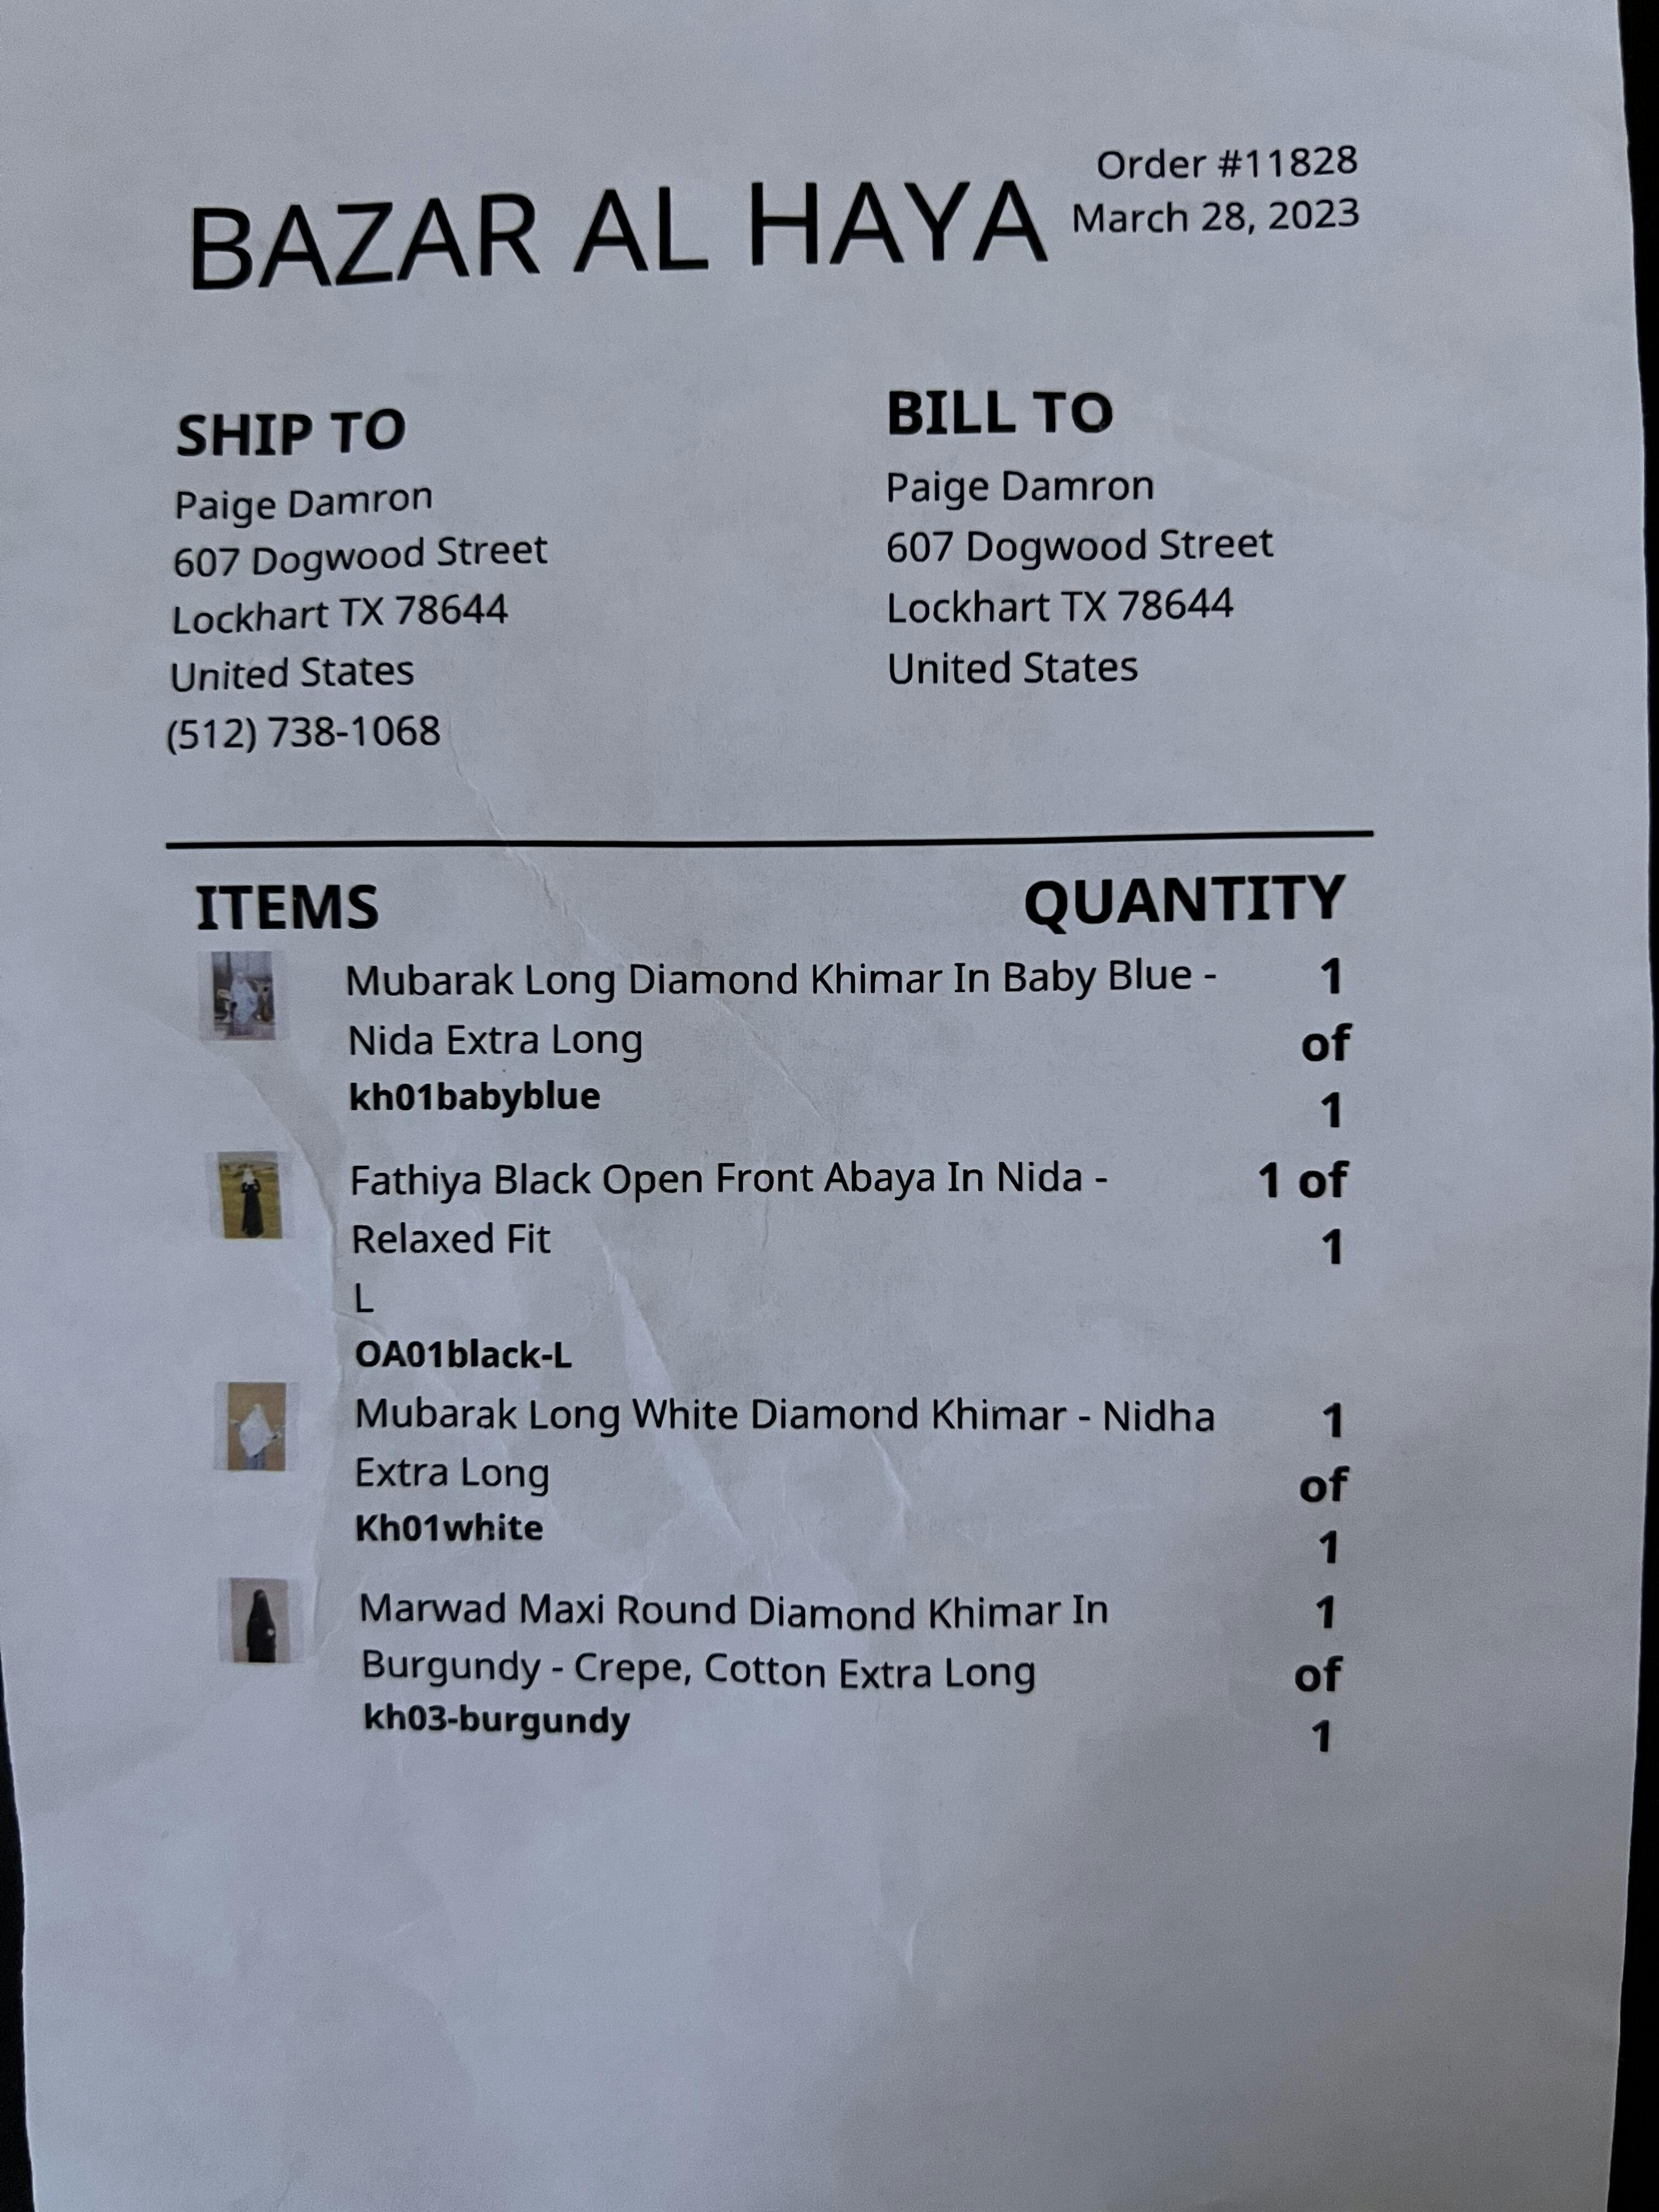 BAZAR AL HAYA
Order #11828
March 28, 2023
SHIP TO
Paige Damron
607 Dogwood Street
Lockhart TX 78644
United States
(512) 738-1068
BILL TO
Paige Damron
607 Dogwood Street
Lockhart TX 78644
United States
ITEMS
QUANTITY
Mubarak Long Diamond Khimar In Baby Blue -
Nida Extra Long
kh01babyblue
1
of
1
Fathiya Black Open Front Abaya In Nida -
Relaxed Fit
L
OA01black-L
1 of
1
Mubarak Long White Diamond Khimar - Nidha
Extra Long
Kh01white
1
of
1
Marwad Maxi Round Diamond Khimar In
Burgundy - Crepe, Cotton Extra Long
kh03-burgundy
1
of
1